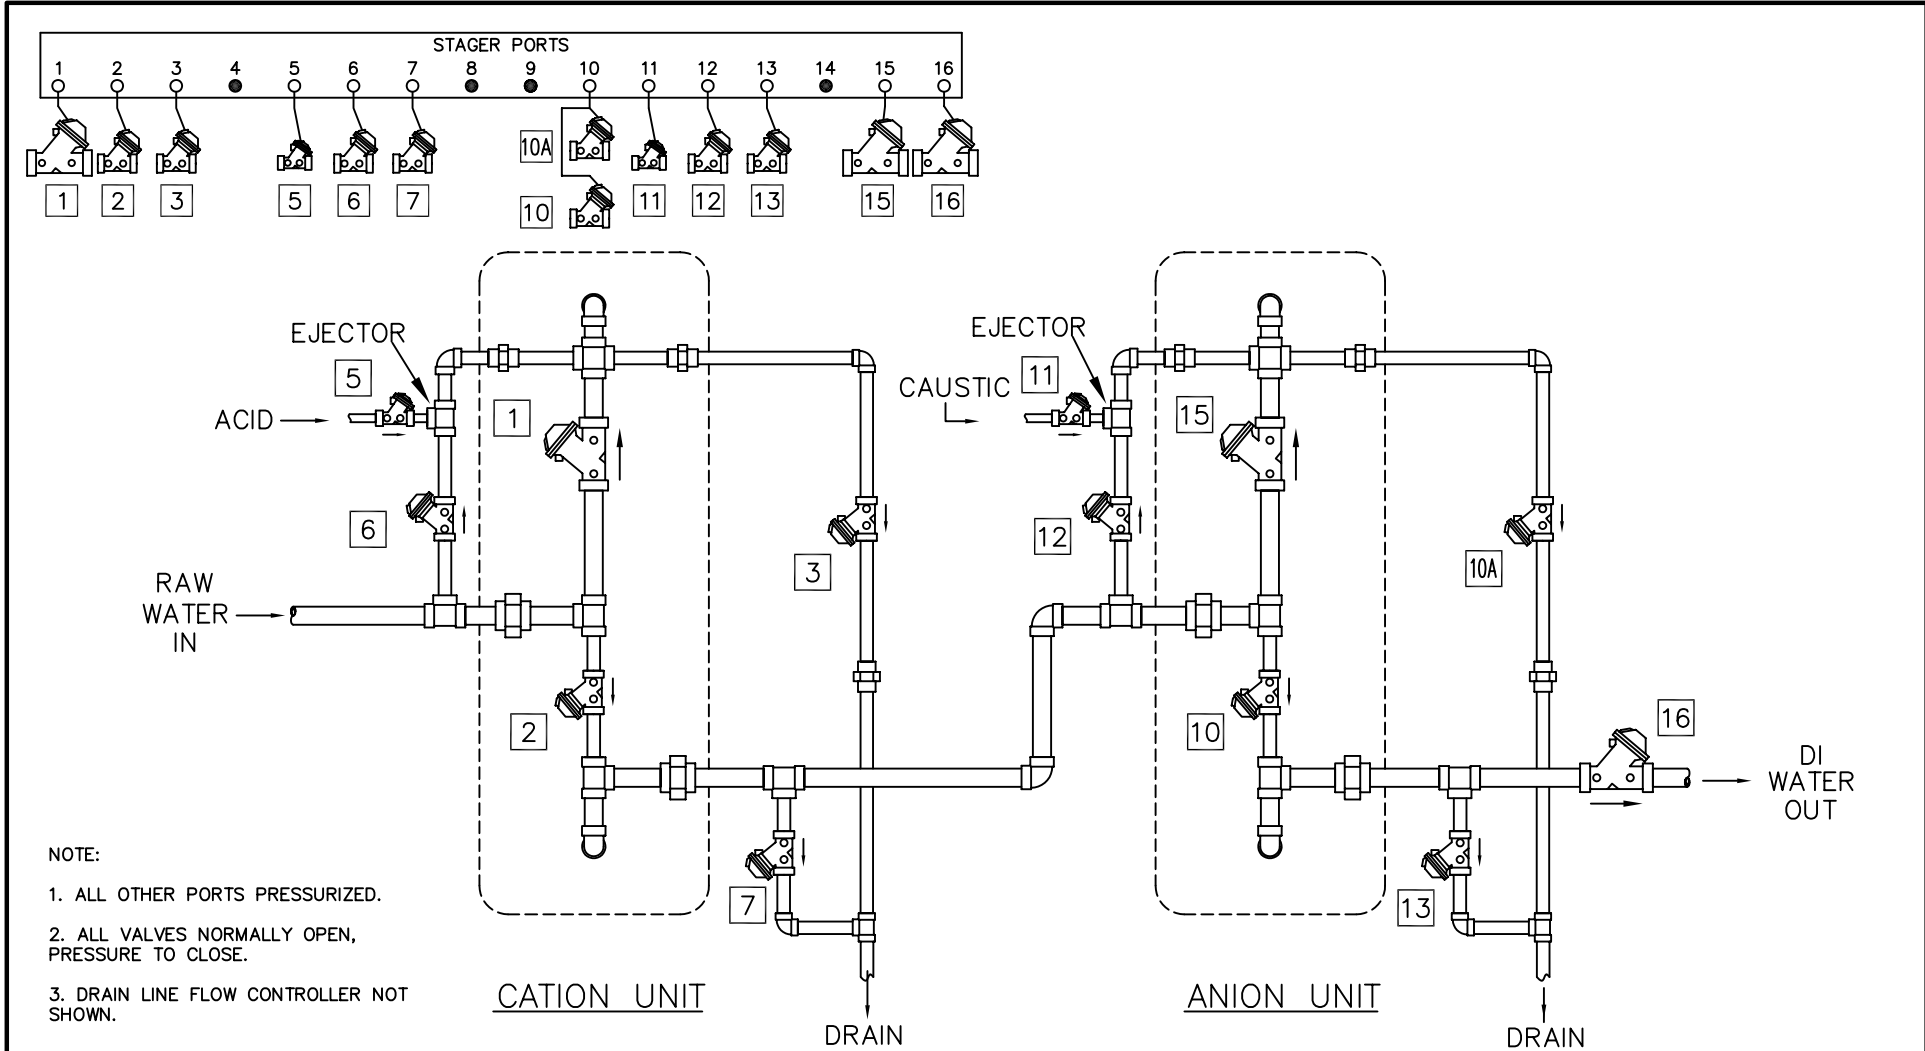 STAGER PORTS
1 2 3 4 5 6 7 8 9 10 11 12 13 14 15 16
10A
1 2 3 5 6 7 10 11 12 13 15 16
EJECTOR
5
ACID
1
6
3
RAW
WATER
IN
2
7
CATION UNIT
DRAIN
EJECTOR
11
CAUSTIC
15
12
10A
10
16
DI
WATER
OUT
13
ANION UNIT
DRAIN
NOTE:
1. ALL OTHER PORTS PRESSURIZED.
2. ALL VALVES NORMALLY OPEN,
PRESSURE TO CLOSE.
3. DRAIN LINE FLOW CONTROLLER NOT
SHOWN.